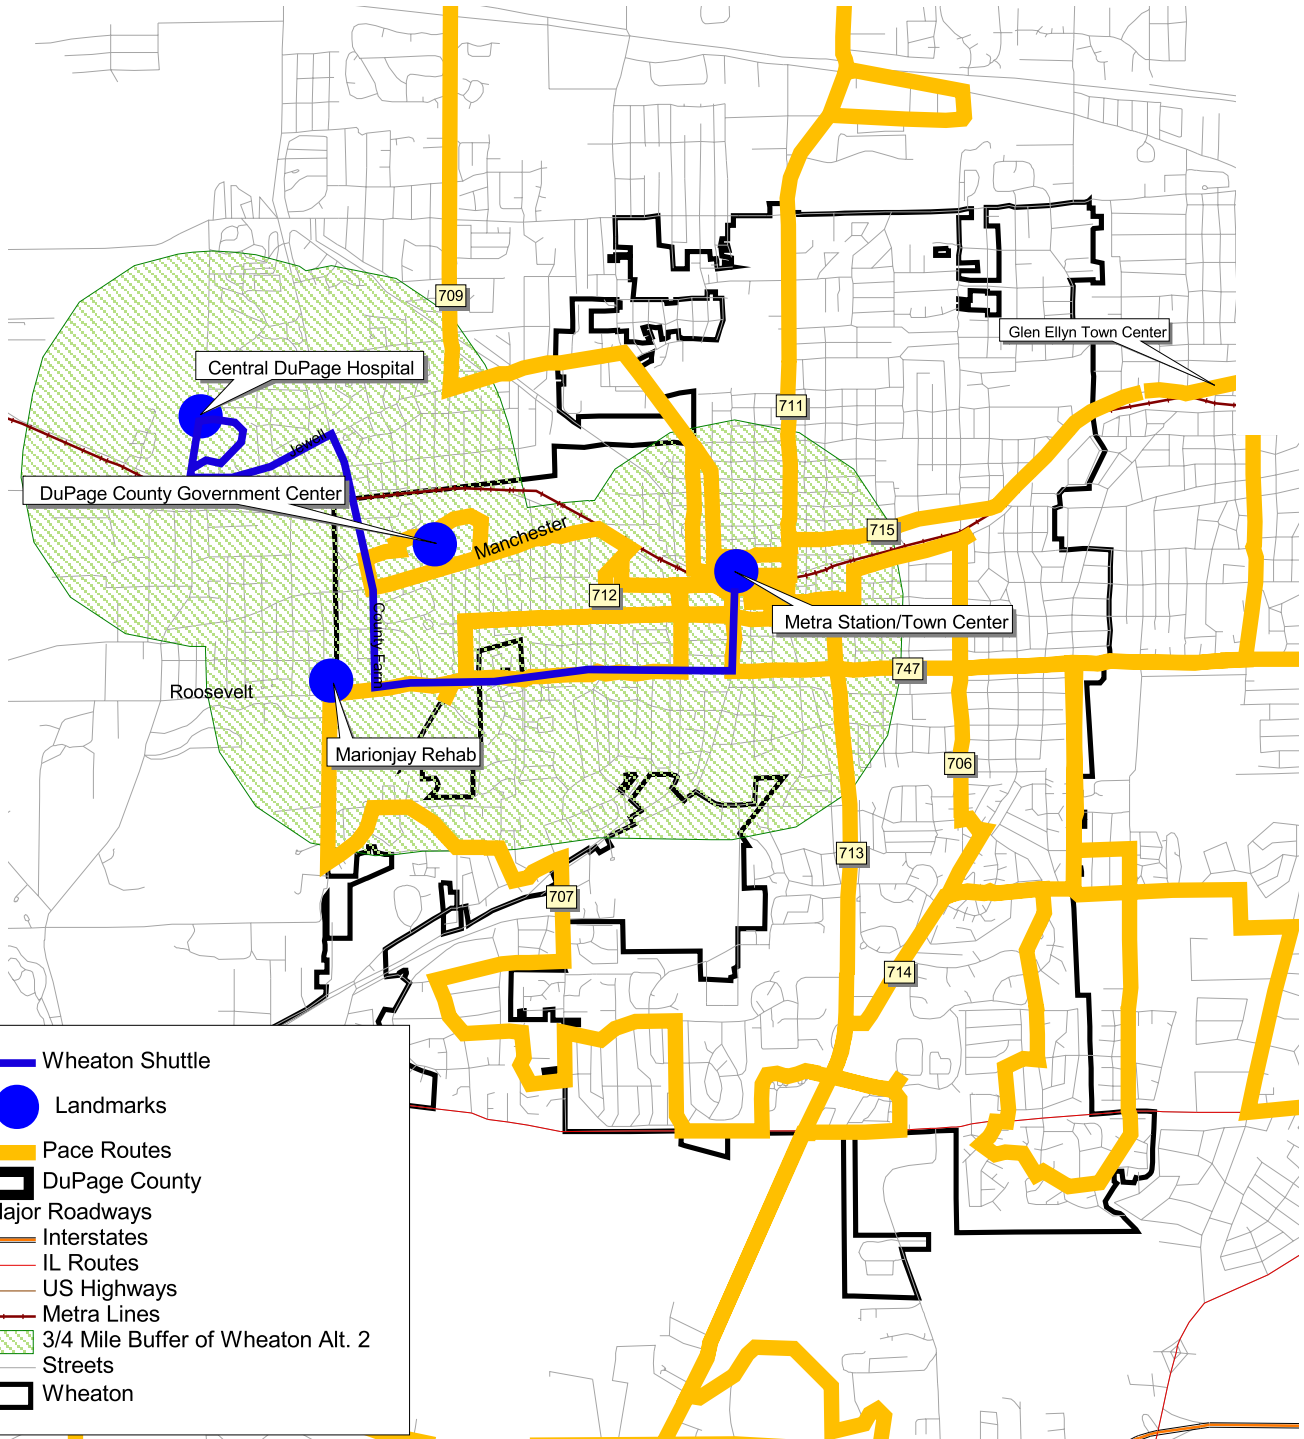 709
Glen Ellyn Town Center
Central DuPage Hospital
711
Jewell
DuPage County Government Center
Manchester
715
712
County Farm
Metra Station/Town Center
747
Roosevelt
Marionjay Rehab
706
713
707
714
Wheaton Shuttle
Landmarks
Pace Routes
DuPage County
Major Roadways
Interstates
IL Routes
US Highways
Metra Lines
3/4 Mile Buffer of Wheaton Alt. 2
Streets
Wheaton